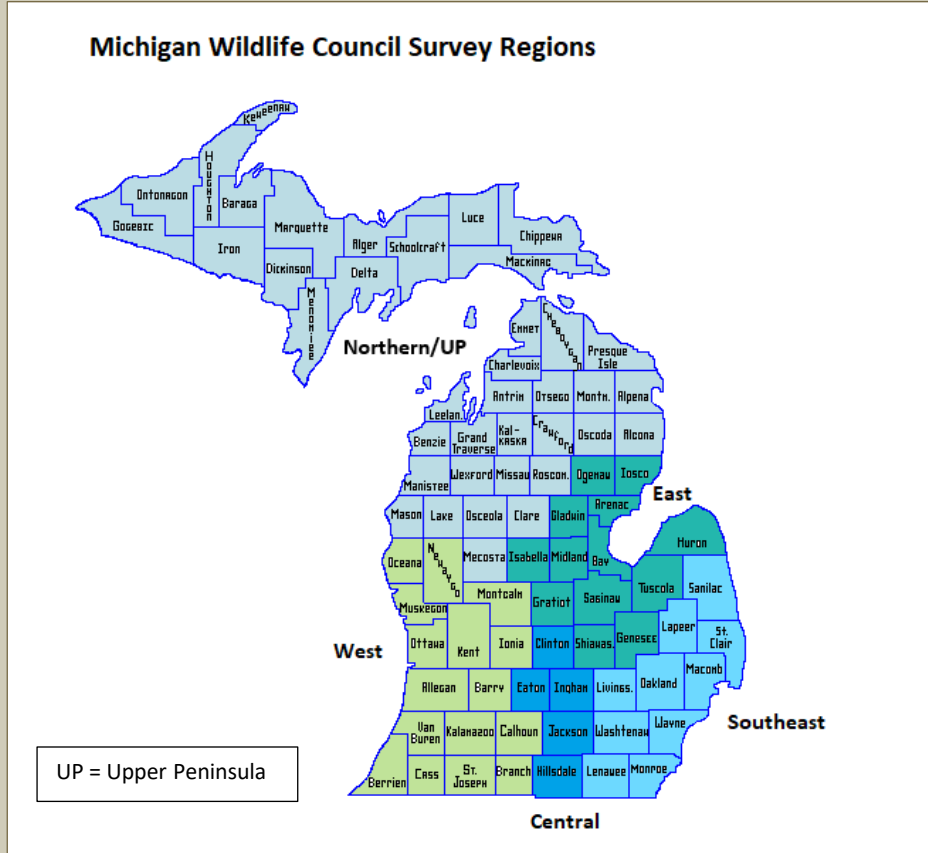 Michigan Wildlife Council Survey Regions
Keweenaw
Houghton
Ontonagon
Baraga
Gogebic
Iron
Marquette
Dickinson
Menomiee
Alger
Delta
Schoolcraft
Luce
Chippewa
Mackinac
Northern/UP
Emmet
Cheboygan
Presque
Isle
Charlevoix
Antrim
Otsego
Montm.
Alpena
Leelan.
Benzie
Grand
Traverse
Kal-
kaska
Crawford
Oscoda
Alcona
Manistee
Wexford
Missau
Roscom.
Ogemaw
Iosco
East
Mason
Lake
Osceola
Clare
Gladwin
Arenac
Huron
Oceana
Newaygo
Mecosta
Isabella
Midland
Bay
Tuscola
Sanilac
Muskegon
Montcalm
Gratiot
Saginaw
West
Ottawa
Kent
Ionia
Clinton
Shiawas.
Genesee
Lapeer
St.
Clair
Allegan
Barry
Eaton
Ingham
Livings.
Oakland
Macomb
Southeast
Van
Buren
Kalamazoo
Calhoun
Jackson
Washtenaw
Wayne
Berrien
Cass
St.
Joseph
Branch
Hillsdale
Lenawee
Monroe
UP = Upper Peninsula
Central